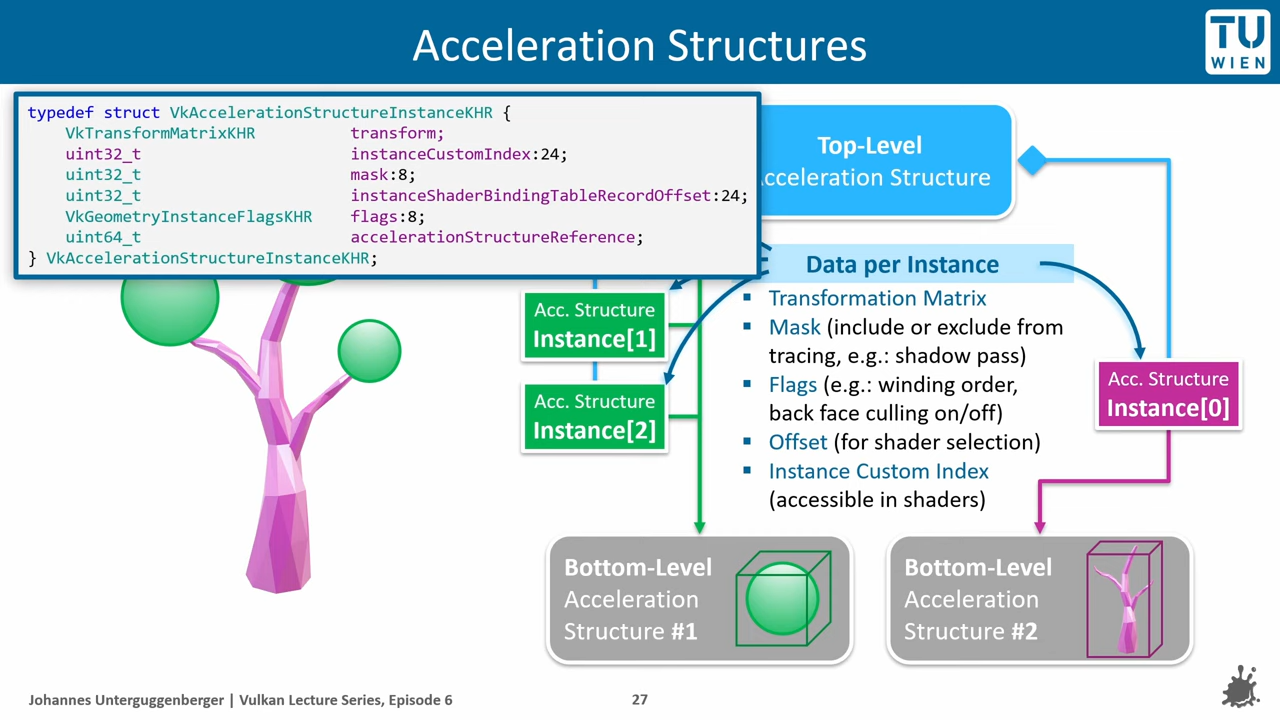 Acceleration Structures
TU
WIEN
typedef struct VkAccelerationStructureInstanceKHR {
VkTransformMatrixKHR transform;
uint32_t instanceCustomIndex:24;
uint32_t mask:8;
uint32_t instanceShaderBindingTableRecordOffset:24;
VkGeometryInstanceFlagsKHR flags:8;
uint64_t accelerationStructureReference;
} VkAccelerationStructureInstanceKHR;
Top-Level
Acceleration Structure
Data per Instance
▪ Transformation Matrix
▪ Mask (include or exclude from
tracing, e.g.: shadow pass)
▪ Flags (e.g.: winding order,
back face culling on/off)
▪ Offset (for shader selection)
▪ Instance Custom Index
(accessible in shaders)
Acc. Structure
Instance[1]
Acc. Structure
Instance[2]
Acc. Structure
Instance[0]
Bottom-Level
Acceleration
Structure #1
Bottom-Level
Acceleration
Structure #2
Johannes Unterguggenberger | Vulkan Lecture Series, Episode 6
27